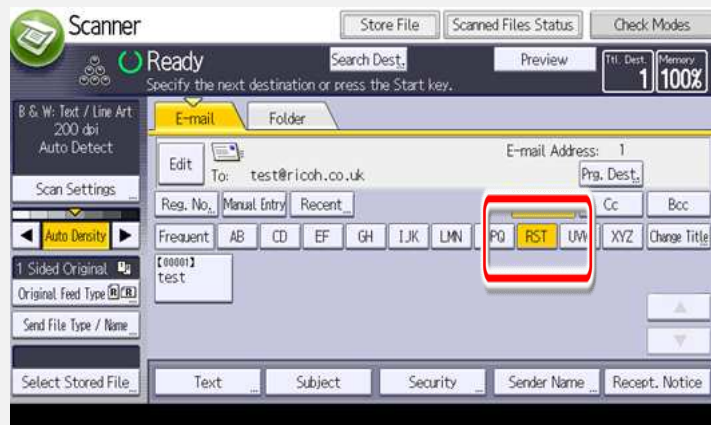 Scanner
Store File
Scanned Files Status
Check Modes
Ready
Search Dest.
Preview
Ttl. Dest.
1
Memory
100%
Specify the next destination or press the Start key.
B & W: Text / Line Art
200 dpi
Auto Detect
E-mail
Folder
Edit
To: test@ricoh.co.uk
E-mail Address: 1
Prg. Dest.
Scan Settings
Reg. No.
Manual Entry
Recent
Cc
Bcc
Auto Density
Frequent
AB
CD
EF
GH
IJK
LMN
PQ
RST
UVW
XYZ
Change Title
1 Sided Original
[00001]
test
Original Feed Type
Send File Type / Name
Select Stored File
Text
Subject
Security
Sender Name
Recept. Notice